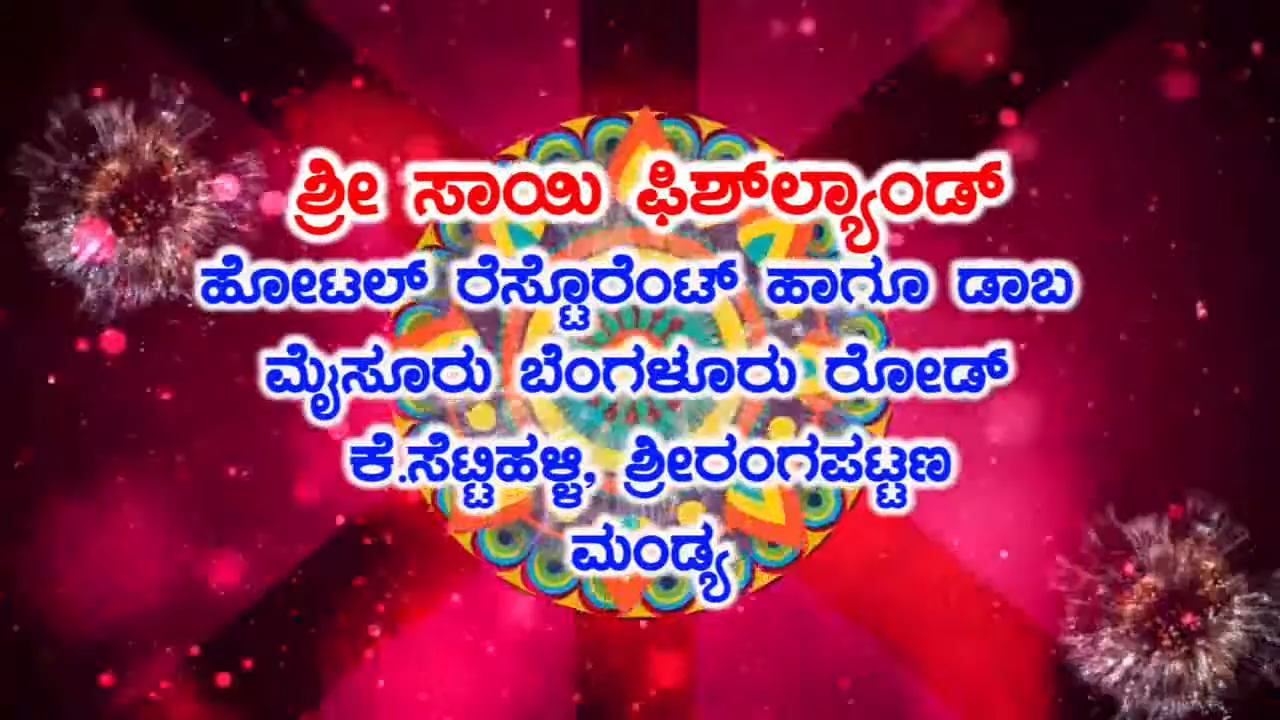 ಶ್ರೀ ಸಾಯಿ ಫಿಶ್‌ಲ್ಯಾಂಡ್
ಹೋಟಲ್ ರೆಸ್ಟೊರೆಂಟ್ ಹಾಗೂ ಡಾಬ
ಮೈಸೂರು ಬೆಂಗಳೂರು ರೋಡ್
ಕೆ.ಸೆಟ್ಟಿಹಳ್ಳಿ, ಶ್ರೀರಂಗಪಟ್ಟಣ
ಮಂಡ್ಯ